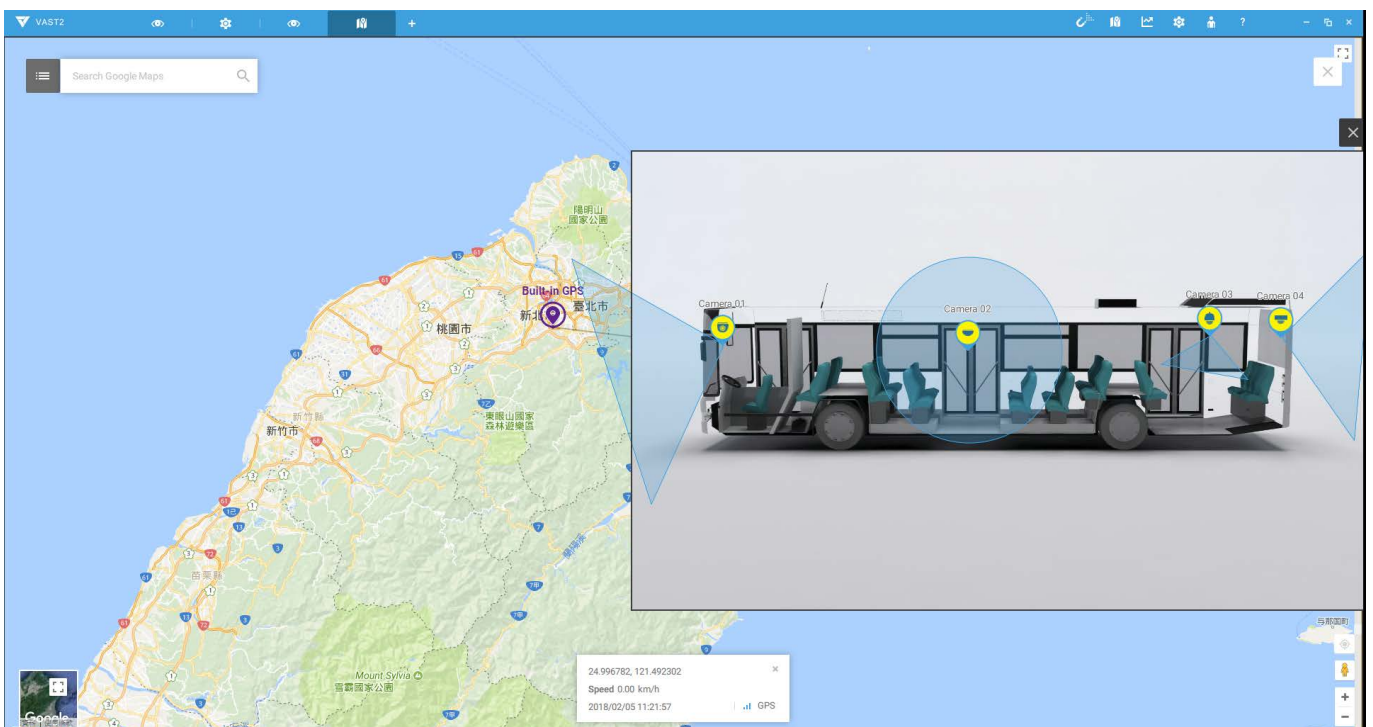 VAST2
+
?
Search Google Maps
陽明山
國家公園
Built-in GPS
臺北市
新北
桃園市
東眼山國家
森林遊樂區
新竹縣
新竹市
苗栗縣
Mount Sylvia
雪霸國家公園
与那国町
Google
Camera 01
Camera 02
Camera 03
Camera 04
24.996782, 121.492302
Speed 0.00 km/h
2018/02/05 11:21:57
GPS